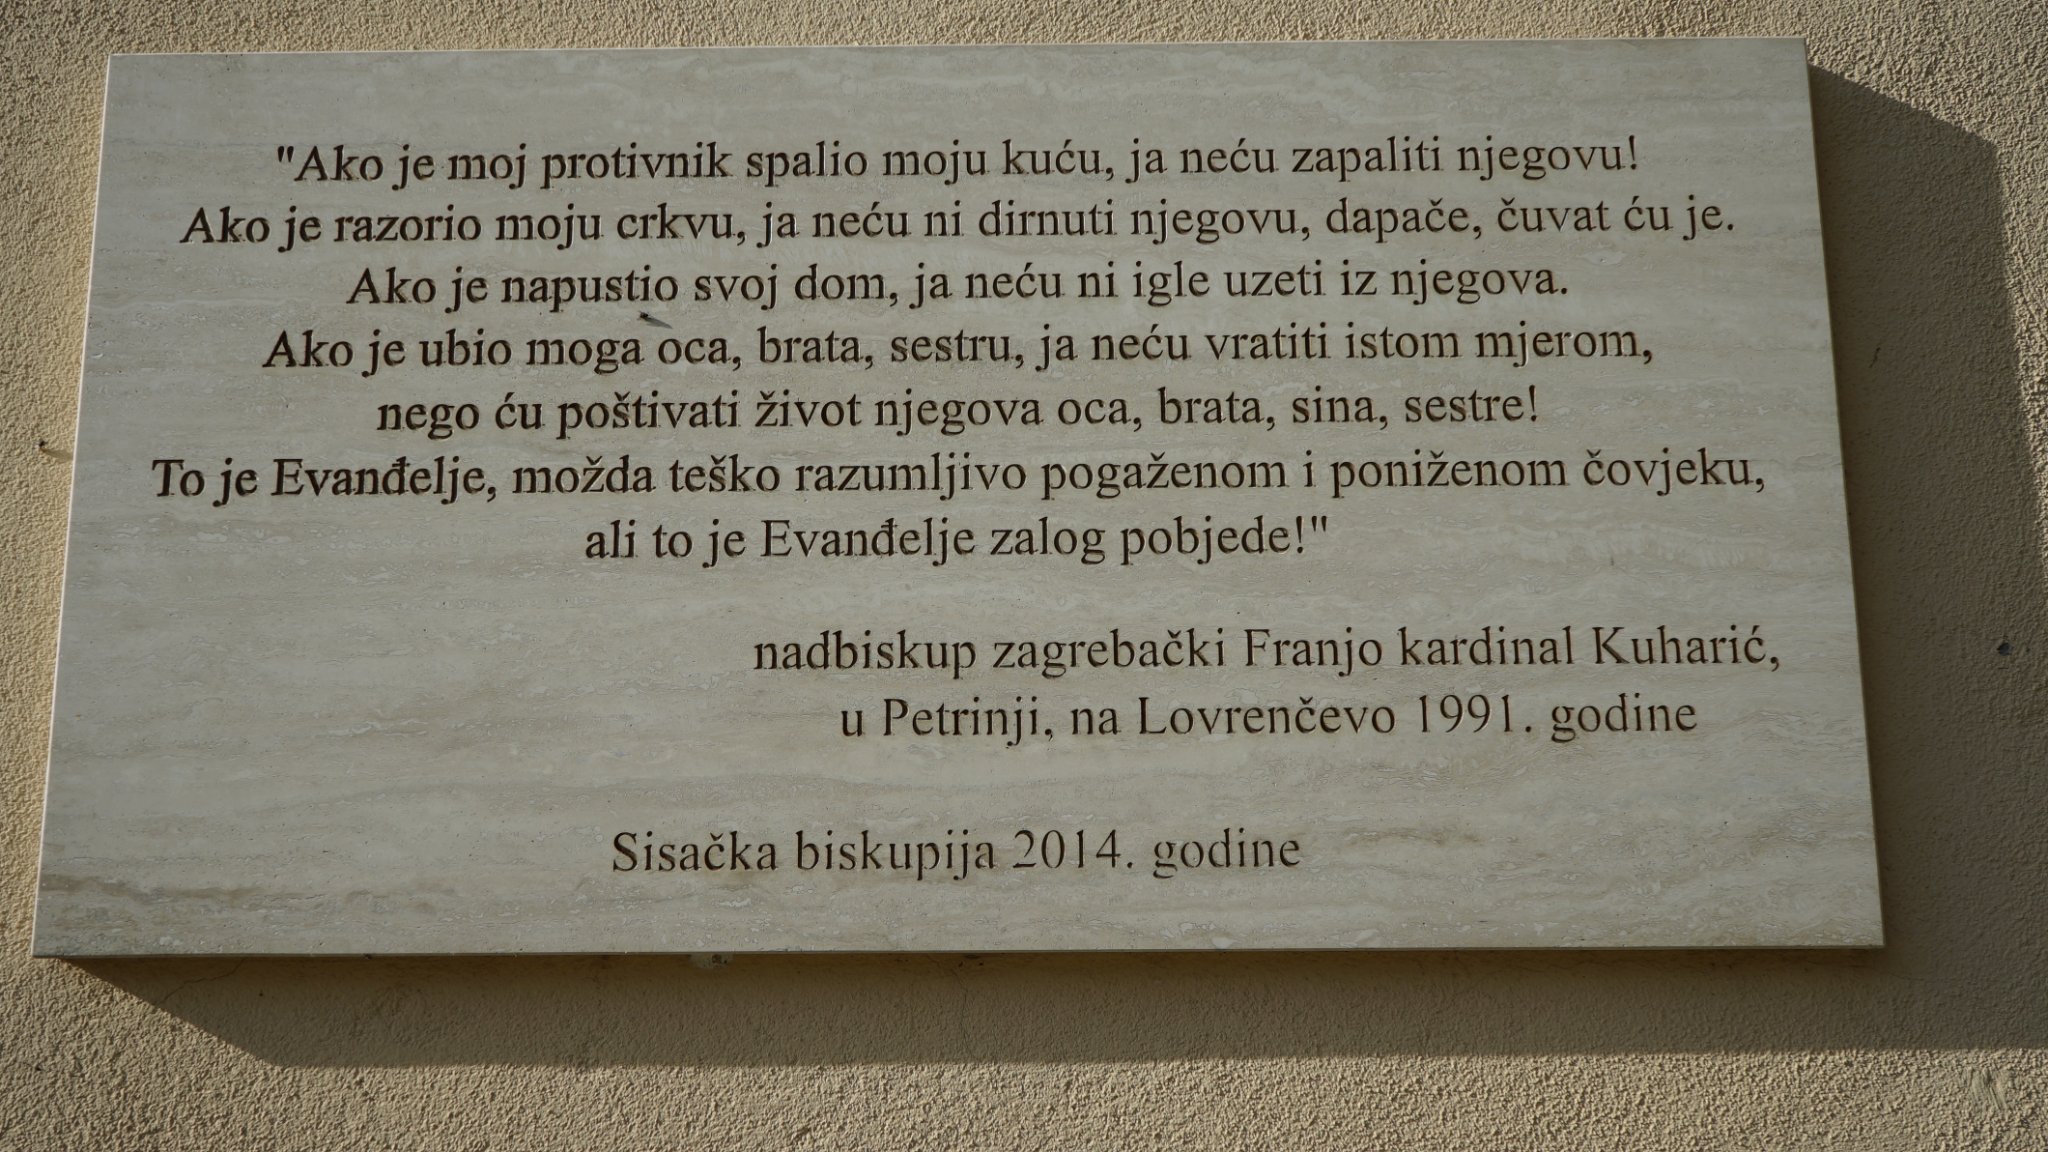 "Ako je moj protivnik spalio moju kuću, ja neću zapaliti njegovu!
Ako je razorio moju crkvu, ja neću ni dirnuti njegovu, dapače, čuvat ću je.
Ako je napustio svoj dom, ja neću ni igle uzeti iz njegova.
Ako je ubio moga oca, brata, sestru, ja neću vratiti istom mjerom,
nego ću poštivati život njegova oca, brata, sina, sestre!
To je Evanđelje, možda teško razumljivo pogaženom i poniženom čovjeku,
ali to je Evanđelje zalog pobjede!"
nadbiskup zagrebački Franjo kardinal Kuharić,
u Petrinji, na Lovrenčevo 1991. godine
Sisačka biskupija 2014. godine